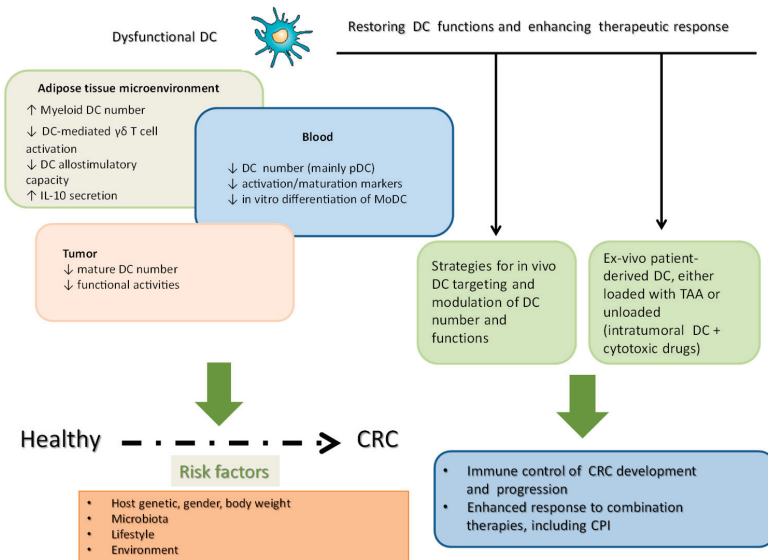 Dysfunctional DC
Restoring DC functions and enhancing therapeutic response
Adipose tissue microenvironment
↑ Myeloid DC number
↓ DC-mediated γδ T cell
activation
↓ DC allostimulatory
capacity
↑ IL-10 secretion
Blood
↓ DC number (mainly pDC)
↓ activation/maturation markers
↓ in vitro differentiation of MoDC
Tumor
↓ mature DC number
↓ functional activities
Strategies for in vivo
DC targeting and
modulation of DC
number and
functions
Ex-vivo patient-
derived DC, either
loaded with TAA or
unloaded
(intratumoral DC +
cytotoxic drugs)
Healthy
CRC
Risk factors
• Host genetic, gender, body weight
• Microbiota
• Lifestyle
• Environment
• Immune control of CRC development
and progression
• Enhanced response to combination
therapies, including CPI